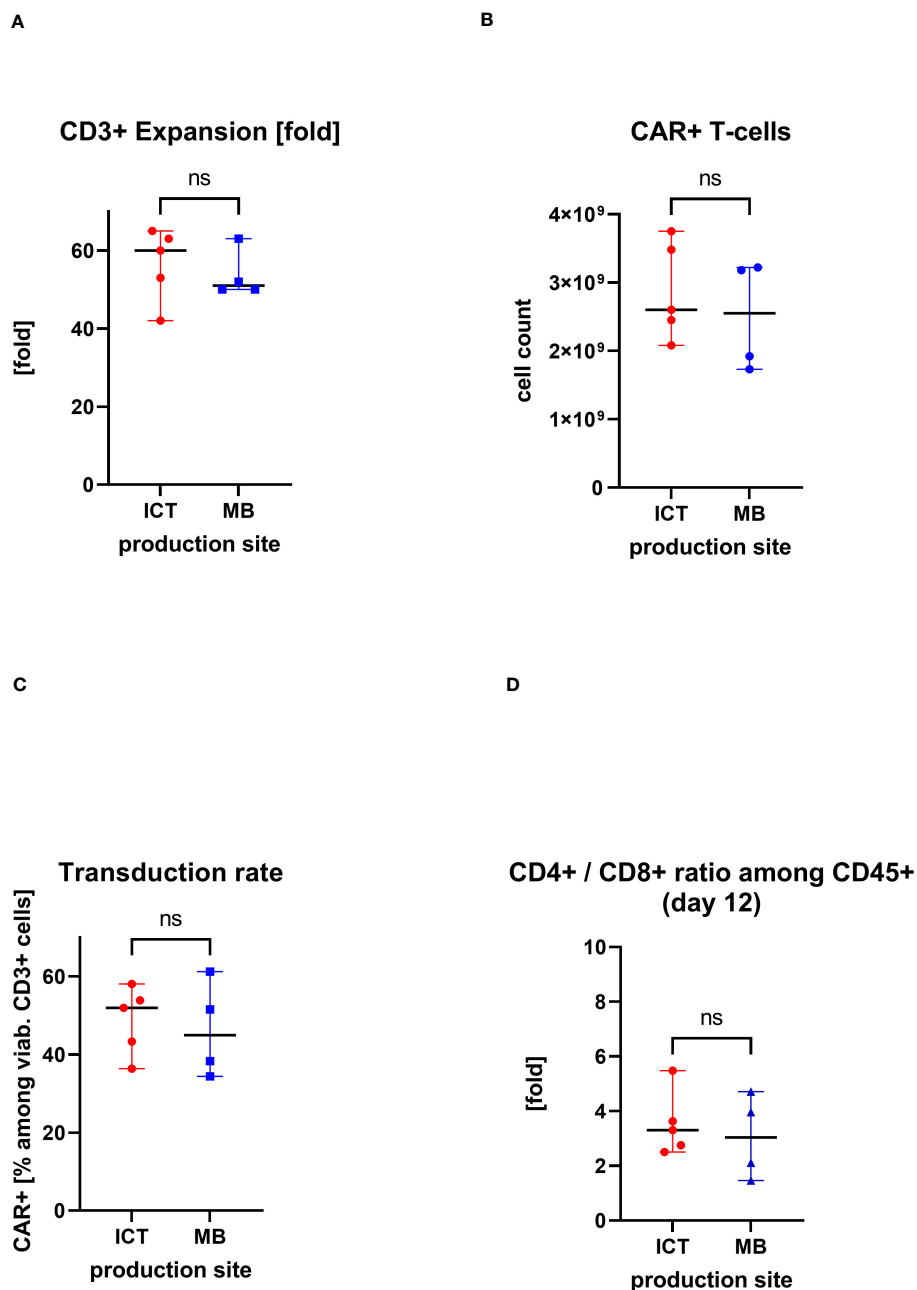 A
B
CD3+ Expansion [fold]
CAR+ T-cells
ns
ns
60
40
20
0
[fold]
4×10⁹
3×10⁹
2×10⁹
1×10⁹
0
cell count
ICT
MB
ICT
MB
production site
production site
C
D
Transduction rate
CD4+ / CD8+ ratio among CD45+
(day 12)
ns
ns
60
40
20
0
CAR+ [% among viab. CD3+ cells]
10
8
6
4
2
0
[fold]
ICT
MB
ICT
MB
production site
production site